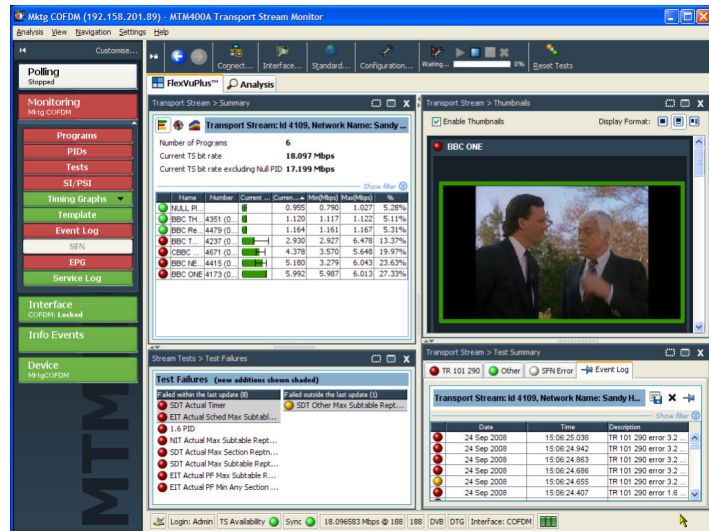 Mktg COFDM (192.158.201.89) - MTM400A Transport Stream Monitor
Analysis View Navigation Settings Help
Customise...
Polling
Stopped
Monitoring
Mktg COFDM
Programs
PIDs
Tests
SI/PSI
Timing Graphs
Template
Event Log
SFN
EPG
Service Log
Interface
COFDM: Locked
Info Events
Device
MktgCOFDM
MTM
Connect...
Interface...
Standard...
Configuration...
Waiting...
0%
Reset Tests
FlexVuPlus™
Analysis
Transport Stream > Summary
Transport Stream: Id 4109, Network Name: Sandy ...
Number of Programs 6
Current TS bit rate 18.097 Mbps
Current TS bit rate excluding Null PID 17.199 Mbps
Show filter
Name Number Current ... Curren... Min(Mbps) Max(Mbps) %
NULL PI... 0.955 0.790 1.027 5.28%
BBC TH... 4351 (0... 1.120 1.117 1.122 5.11%
BBC Re... 4479 (0... 1.164 1.161 1.167 5.31%
BBC T... 4237 (0... 2.930 2.927 6.478 13.37%
CBBC ... 4671 (0... 4.378 3.570 5.648 19.97%
BBC NE... 4415 (0... 5.180 3.279 6.043 23.63%
BBC ONE 4173 (0... 5.992 5.987 6.013 27.33%
Transport Stream > Thumbnails
Enable Thumbnails
Display Format:
BBC ONE
Stream Tests > Test Failures
Test Failures (new additions shown shaded)
Failed within the last update (8)
SDT Actual Timer
EIT Actual Sched Max Subtabl...
1.6 PID
NIT Actual Max Subtable Rept...
SDT Actual Max Section Reptn...
SDT Actual Max Subtable Rept...
EIT Actual PF Max Subtable R...
EIT Actual PF Min Any Section ...
Failed outside the last update (1)
SDT Other Max Subtable Rept...
Transport Stream > Test Summary
TR 101 290
Other
SFN Error
Event Log
Transport Stream: Id 4109, Network Name: Sandy H...
Show filter
Date Time Description
24 Sep 2008 15:06:25.038 TR 101 290 error 3.2 ...
24 Sep 2008 15:06:24.942 TR 101 290 error 3.2 ...
24 Sep 2008 15:06:24.863 TR 101 290 error 3.2 ...
24 Sep 2008 15:06:24.686 TR 101 290 error 3.2 ...
24 Sep 2008 15:06:24.655 TR 101 290 error 3.2 ...
24 Sep 2008 15:06:24.407 TR 101 290 error 1.6 ...
Login: Admin
TS Availability
Sync
18.096583 Mbps @ 188
188
DVB
DTG
Interface: COFDM